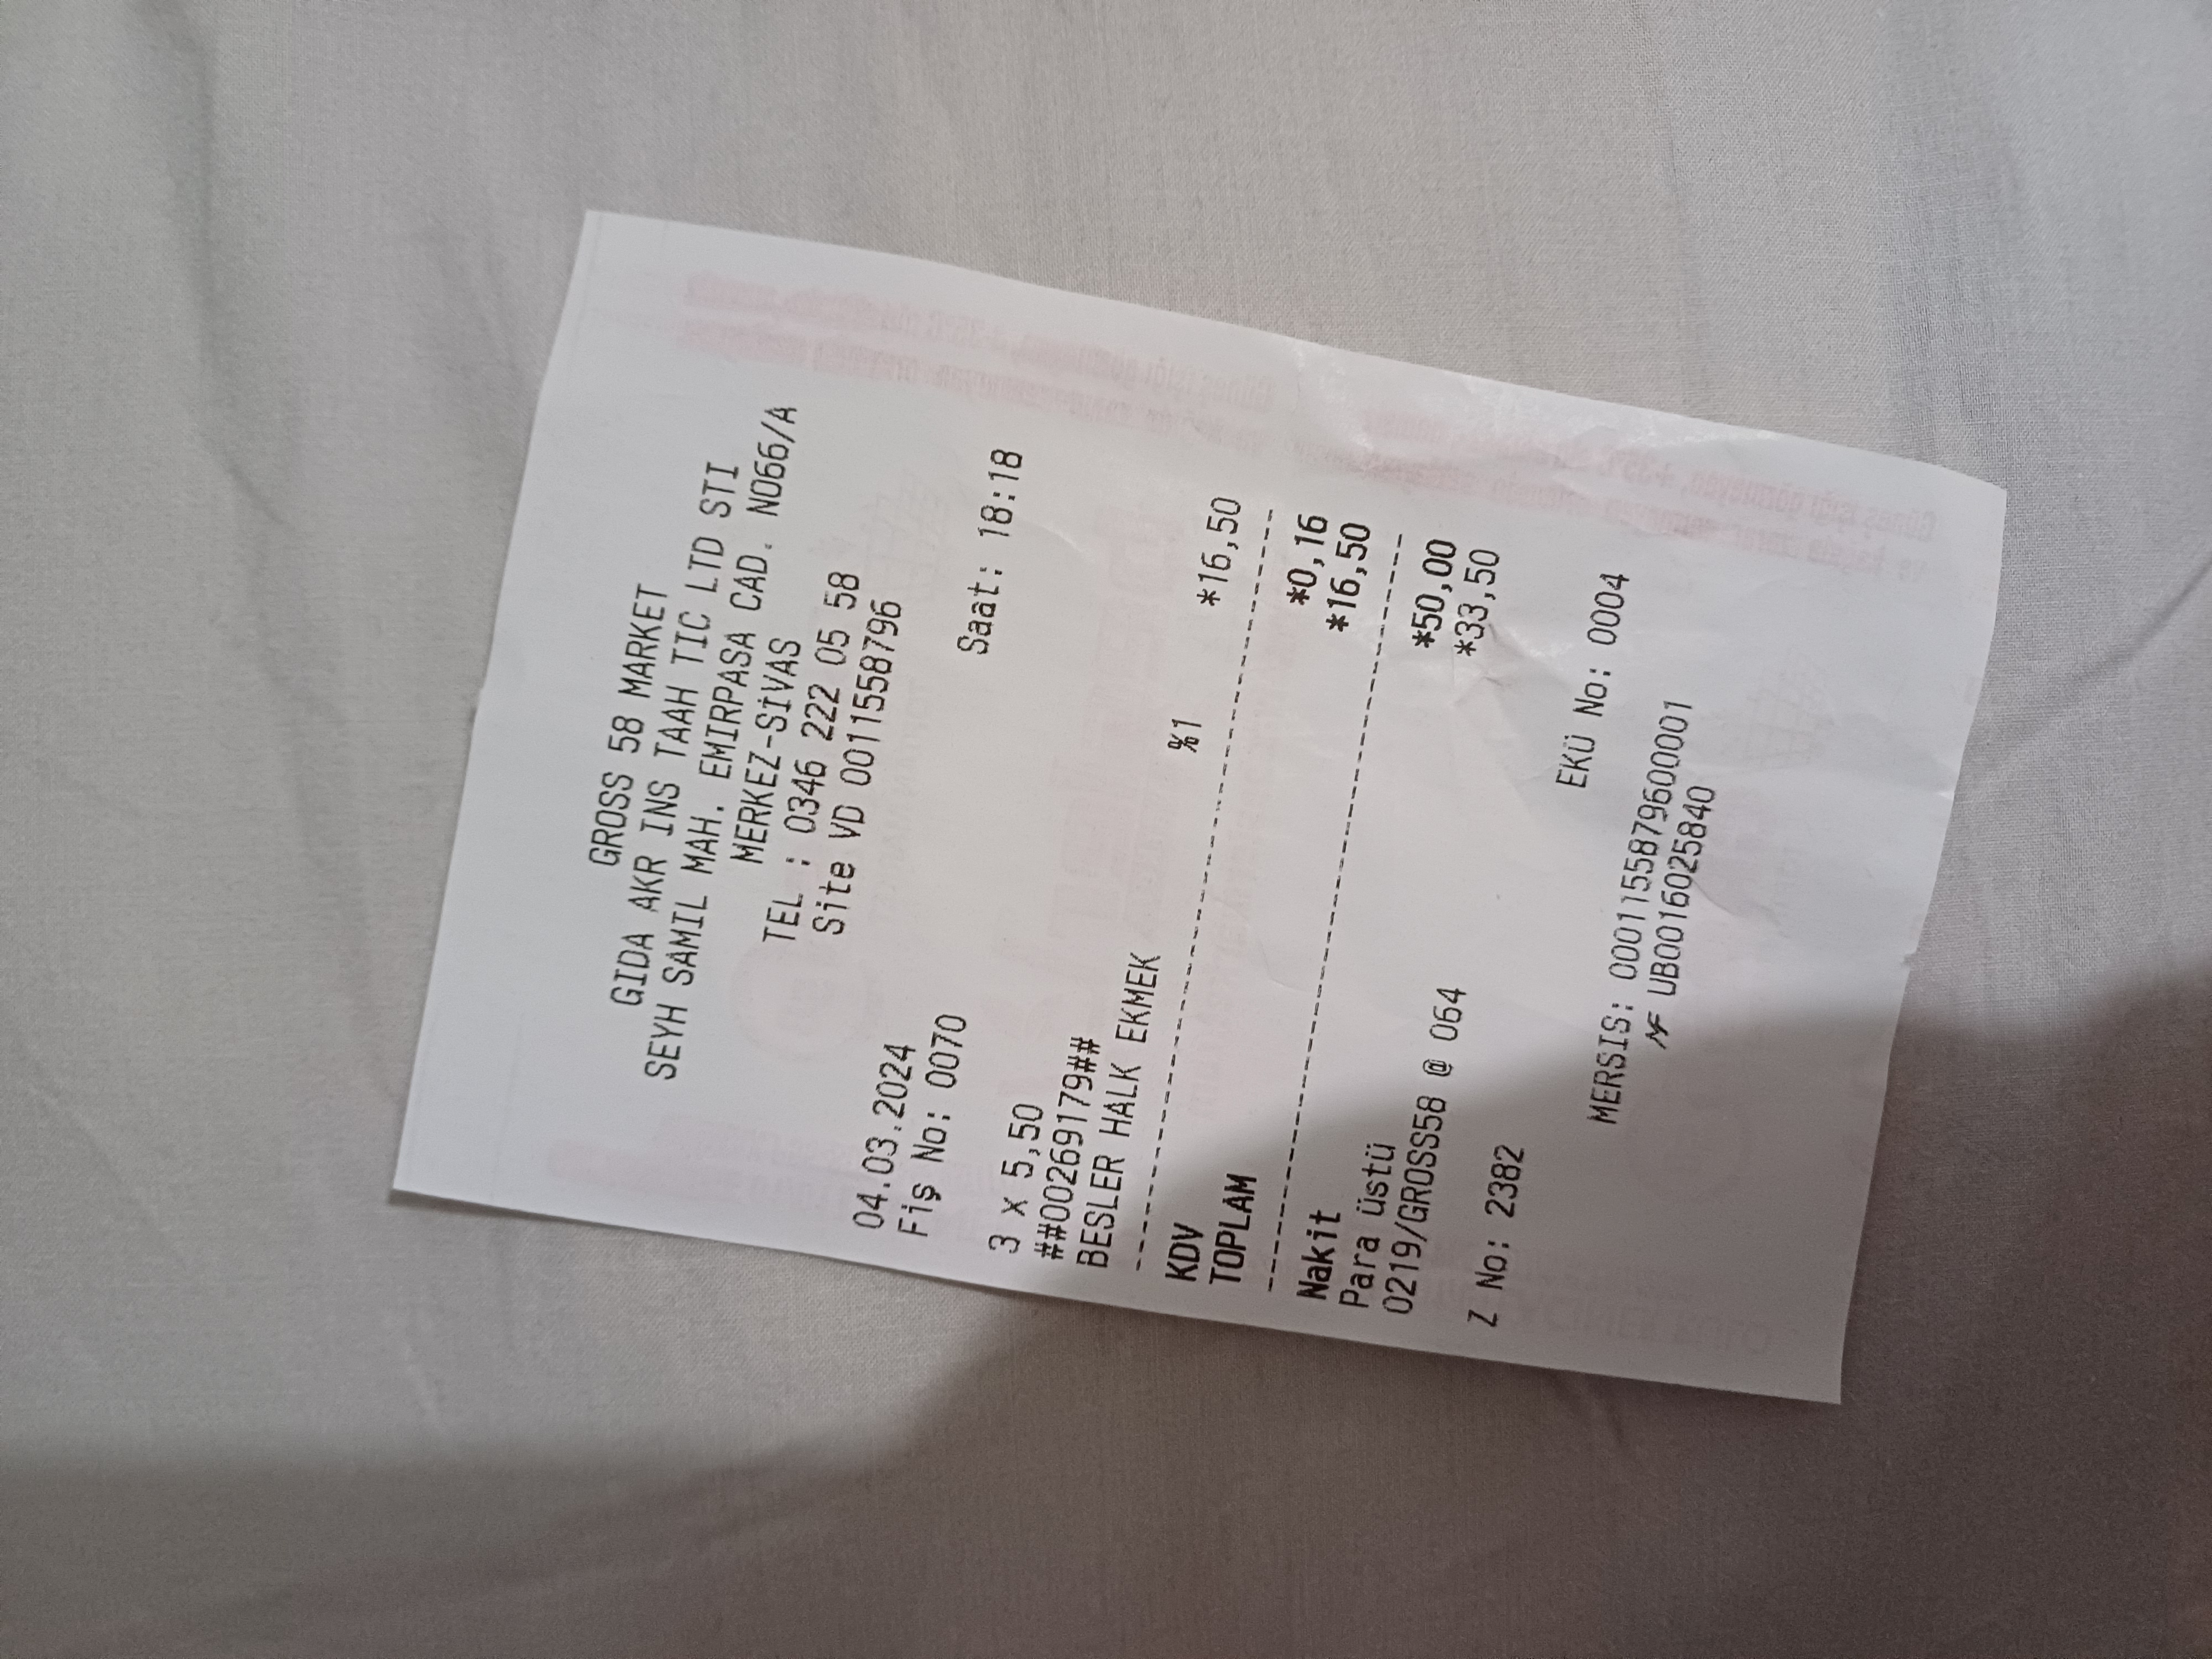 GROSS 58 MARKET
GIDA AKR INS TAAH TIC LTD STI
SEYH SAMIL MAH. EMIRPASA CAD. NO66/A
MERKEZ-SİVAS
TEL : 0346 222 05 58
Site VD 0011558796
04.03.2024
Fiş No: 0070 Saat: 18:18
3 X 5,50
##00269179##
BESLER HALK EKMEK %1 *16,50
KDV *0,16
TOPLAM *16,50
Nakit *50,00
Para üstü *33,50
0219/GROSS58 @ 064
Z No: 2382 EKÜ No: 0004
MERSIS: 0001155879600001
UB0016025840